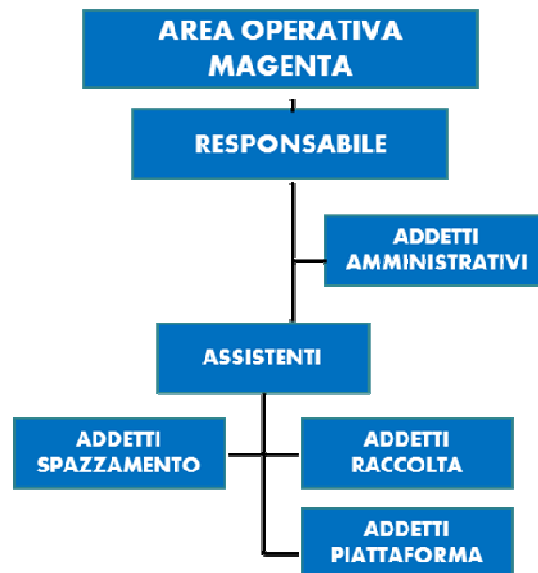 AREA OPERATIVA
MAGENTA
RESPONSABILE
ADDETTI
AMMINISTRATIVI
ASSISTENTI
ADDETTI
SPAZZAMENTO
ADDETTI
RACCOLTA
ADDETTI
PIATTAFORMA